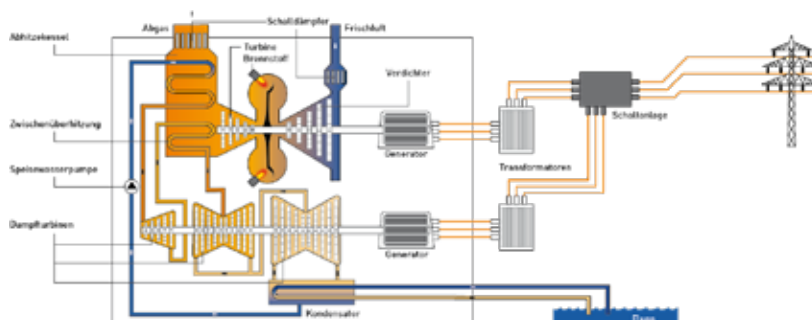 Abgas
Schalldämpfer
Frischluft
Abhitzekessel
Turbine
Brennstoff
Verdichter
Zwischenüberhitzung
Generator
Transformatoren
Schaltanlage
Speisewasserpumpe
Dampfturbinen
Generator
Kondensator